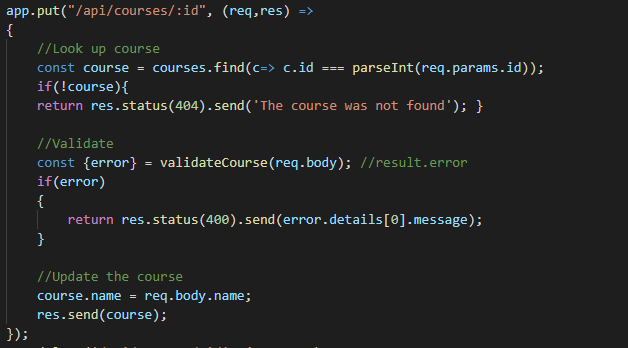 app.put("/api/courses/:id", (req,res) =>
{
//Look up course
const course = courses.find(c=> c.id === parseInt(req.params.id));
if(!course){
return res.status(404).send('The course was not found'); }
//Validate
const {error} = validateCourse(req.body); //result.error
if(error)
{
return res.status(400).send(error.details[0].message);
}
//Update the course
course.name = req.body.name;
res.send(course);
});